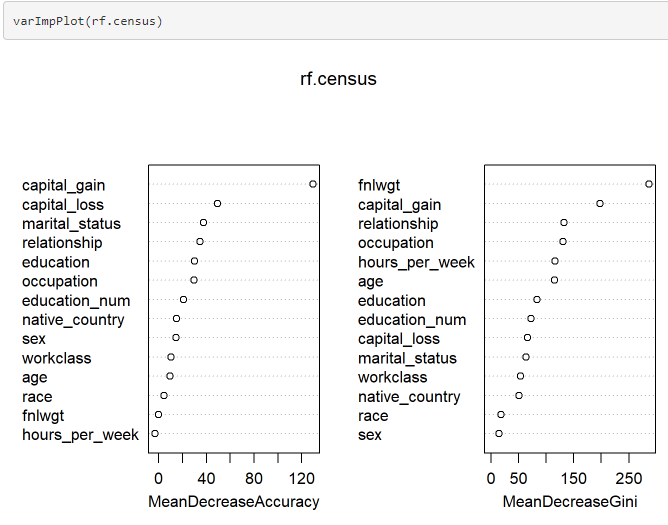 varImpPlot(rf.census)
rf.census
capital_gain
capital_loss
marital_status
relationship
education
occupation
education_num
native_country
sex
workclass
age
race
fnlwgt
hours_per_week
0 40 80 120
MeanDecreaseAccuracy
fnlwgt
capital_gain
relationship
occupation
hours_per_week
age
education
education_num
capital_loss
marital_status
workclass
native_country
race
sex
0 50 150 250
MeanDecreaseGini